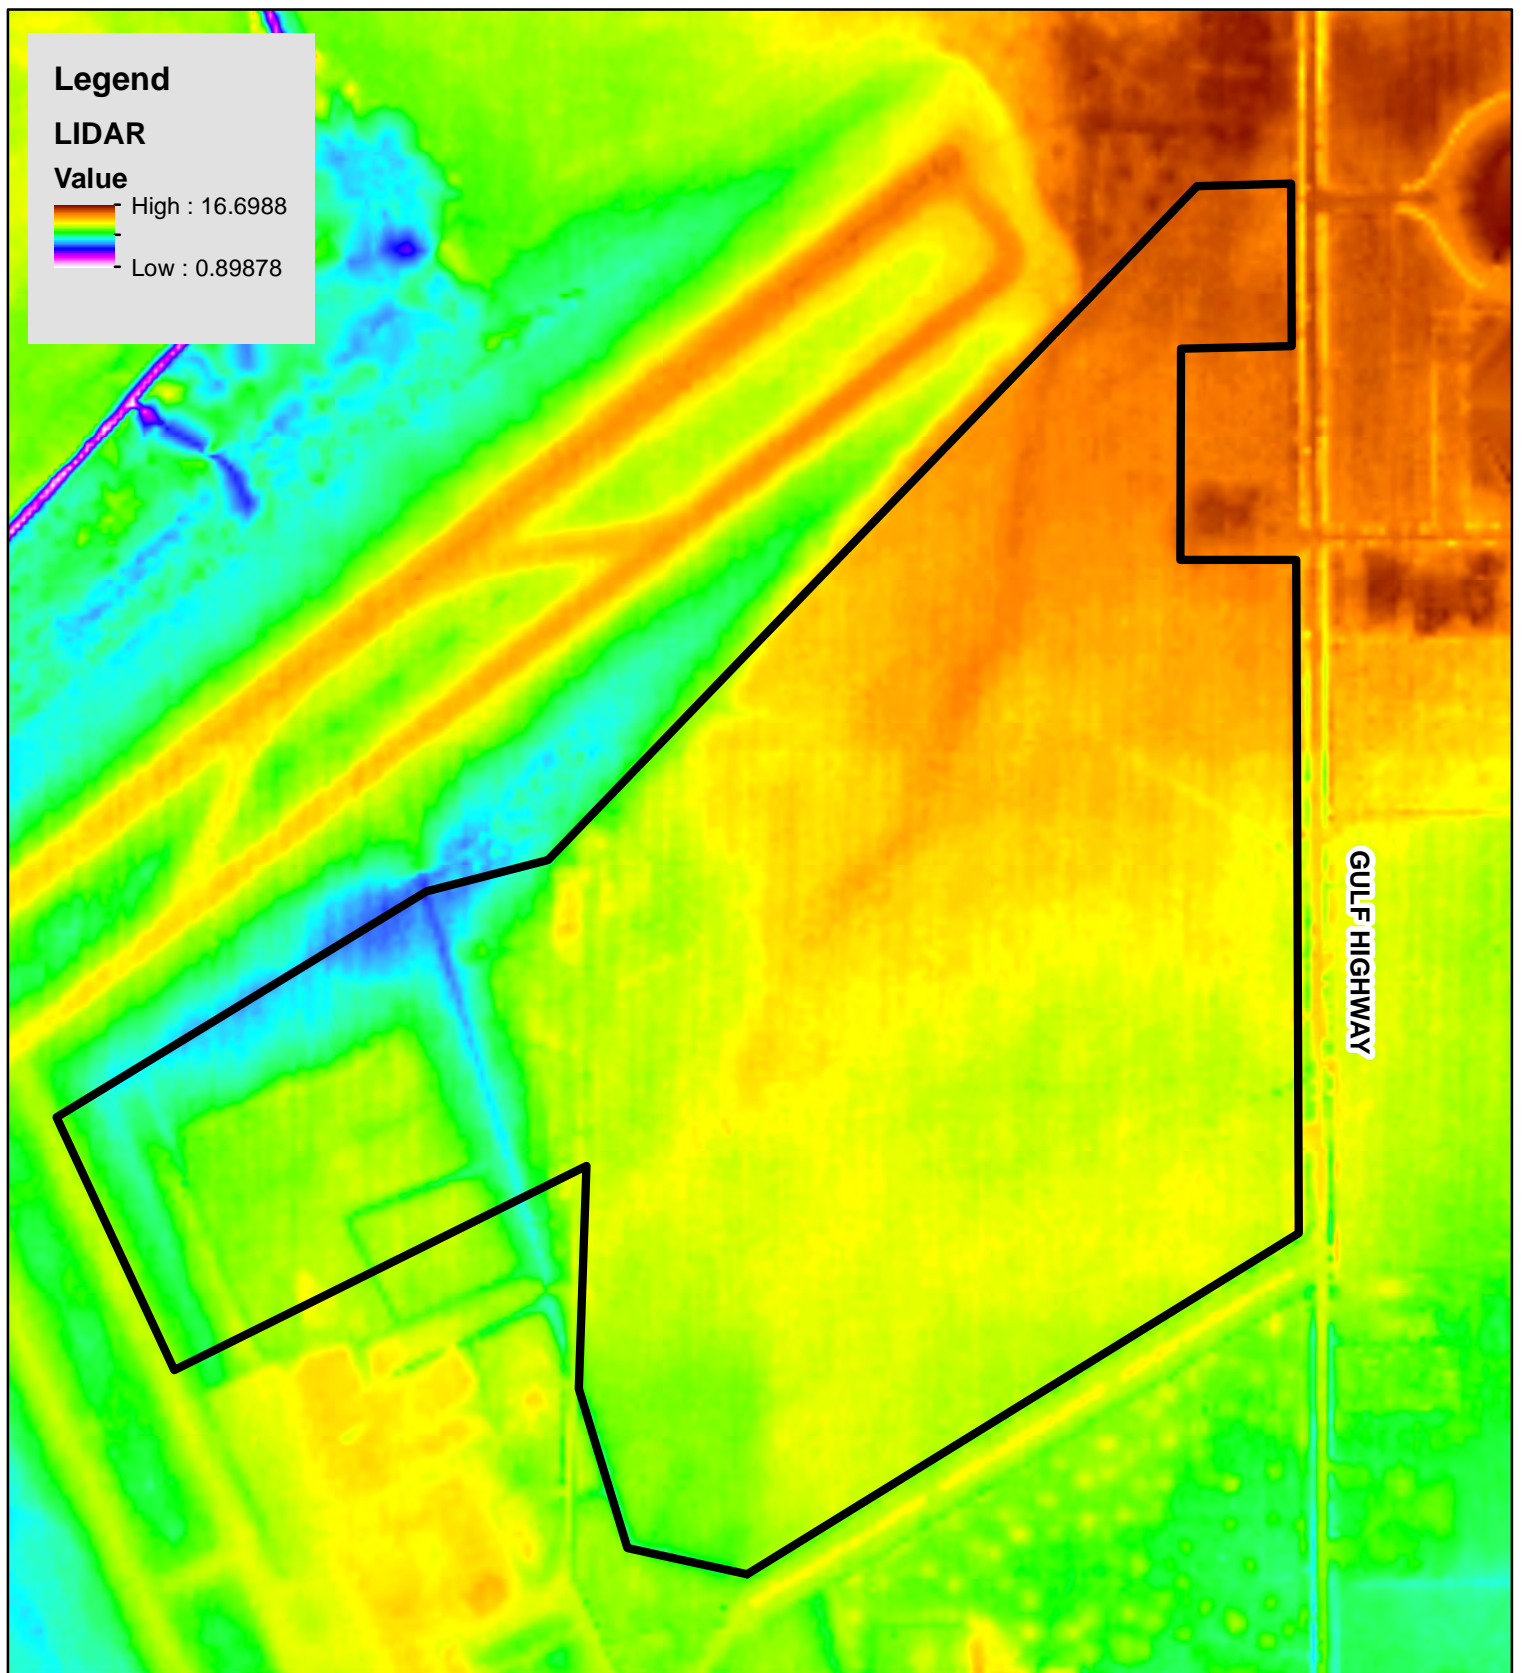 Legend
LIDAR
Value
High : 16.6988
Low : 0.89878
GULF HIGHWAY